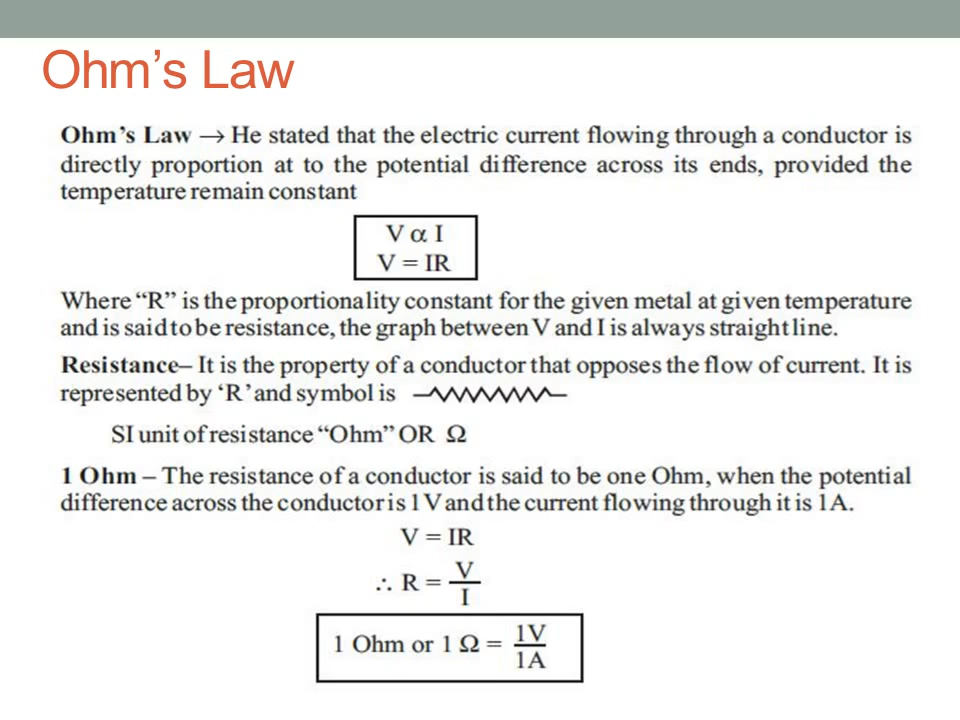 Ohm’s Law
Ohm’s Law → He stated that the electric current flowing through a conductor is
directly proportion at to the potential difference across its ends, provided the
temperature remain constant
V α I
V = IR
Where “R” is the proportionality constant for the given metal at given temperature
and is said to be resistance, the graph between V and I is always straight line.
Resistance– It is the property of a conductor that opposes the flow of current. It is
represented by ‘R’ and symbol is
SI unit of resistance “Ohm” OR Ω
1 Ohm – The resistance of a conductor is said to be one Ohm, when the potential
difference across the conductor is 1 V and the current flowing through it is 1A.
V = IR
∴ R = V
I
1 Ohm or 1 Ω = 1V
1A